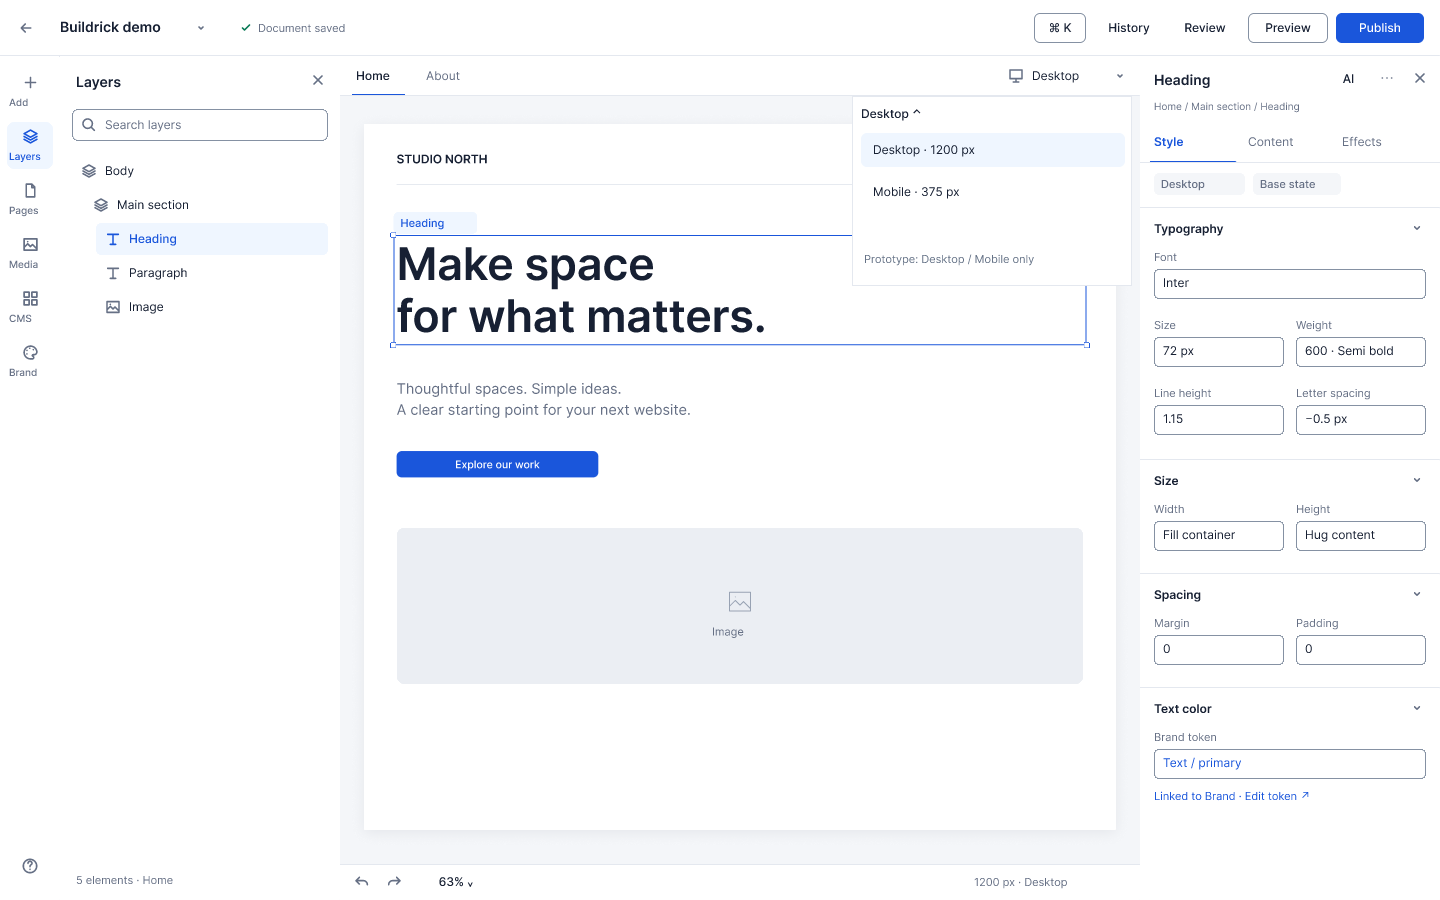 Buildrick demo
Document saved
⌘ K
History
Review
Preview
Publish
Add
Layers
Pages
Media
CMS
Brand
Layers
Search layers
Body
Main section
Heading
Paragraph
Image
5 elements · Home
Home
About
Desktop
Desktop
Desktop · 1200 px
Mobile · 375 px
Prototype: Desktop / Mobile only
STUDIO NORTH
Heading
Make space
for what matters.
Thoughtful spaces. Simple ideas.
A clear starting point for your next website.
Explore our work
Image
63%
1200 px · Desktop
Heading
AI
Home / Main section / Heading
Style
Content
Effects
Desktop
Base state
Typography
Font
Inter
Size
Weight
72 px
600 · Semi bold
Line height
Letter spacing
1.15
−0.5 px
Size
Width
Height
Fill container
Hug content
Spacing
Margin
Padding
0
0
Text color
Brand token
Text / primary
Linked to Brand · Edit token ↗